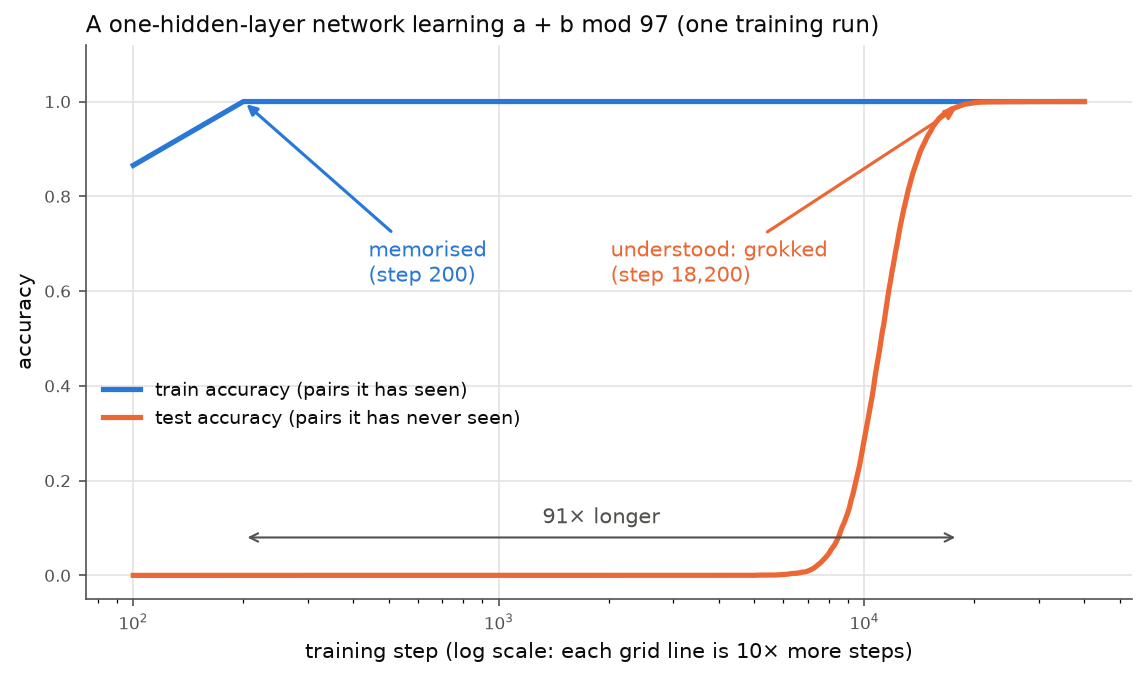 A one-hidden-layer network learning a + b mod 97 (one training run)
accuracy
1.0
0.8
0.6
0.4
0.2
0.0
memorised
(step 200)
understood: grokked
(step 18,200)
train accuracy (pairs it has seen)
test accuracy (pairs it has never seen)
91× longer
10²
10³
10⁴
training step (log scale: each grid line is 10× more steps)